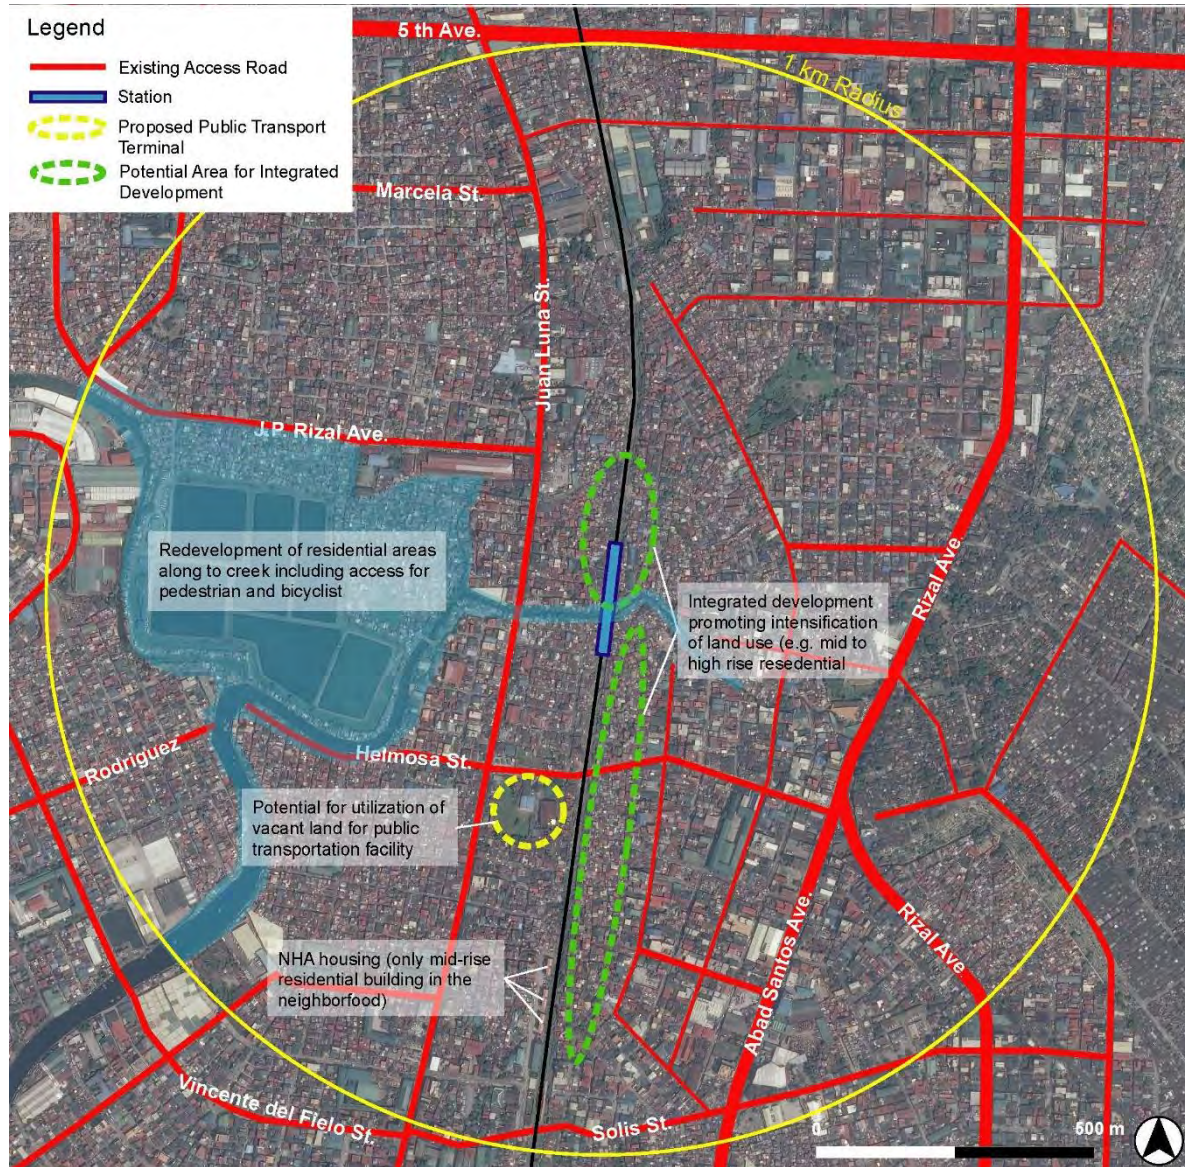 Legend
Existing Access Road
Station
Proposed Public Transport
Terminal
Potential Area for Integrated
Development
5 th Ave.
1 km Radius
Marcela St.
Juan Luna St.
J.P. Rizal Ave.
Redevelopment of residential areas
along to creek including access for
pedestrian and bicyclist
Integrated development
promoting intensification
of land use (e.g. mid to
high rise resedential
Rizal Ave.
Rodriguez
Helmosa St.
Potential for utilization of
vacant land for public
transportation facility
NHA housing (only mid-rise
residential building in the
neighborfood)
Abad Santos Ave.
Rizal Ave.
Vincente del Fielo St.
Solis St.
0
500 m